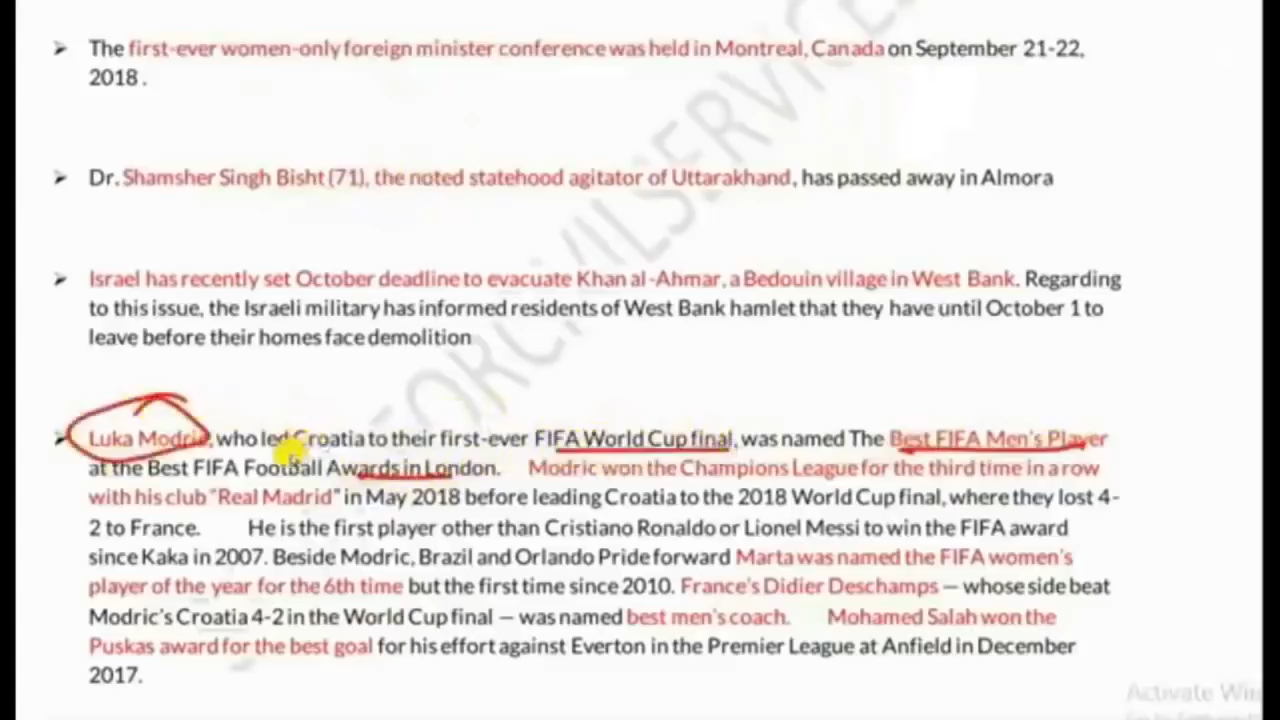 ➤ The first-ever women-only foreign minister conference was held in Montreal, Canada on September 21-22,
2018.
➤ Dr. Shamsher Singh Bisht (71), the noted statehood agitator of Uttarakhand, has passed away in Almora
➤ Israel has recently set October deadline to evacuate Khan al-Ahmar, a Bedouin village in West Bank. Regarding
to this issue, the Israeli military has informed residents of West Bank hamlet that they have until October 1 to
leave before their homes face demolition
➤ Luka Modric, who led Croatia to their first-ever FIFA World Cup final, was named The Best FIFA Men's Player
at the Best FIFA Football Awards in London. Modric won the Champions League for the third time in a row
with his club "Real Madrid" in May 2018 before leading Croatia to the 2018 World Cup final, where they lost 4-
2 to France. He is the first player other than Cristiano Ronaldo or Lionel Messi to win the FIFA award
since Kaka in 2007. Beside Modric, Brazil and Orlando Pride forward Marta was named the FIFA women's
player of the year for the 6th time but the first time since 2010. France's Didier Deschamps — whose side beat
Modric's Croatia 4-2 in the World Cup final — was named best men's coach. Mohamed Salah won the
Puskas award for the best goal for his effort against Everton in the Premier League at Anfield in December
2017.
FORCIVILSERVICE
Activate Win